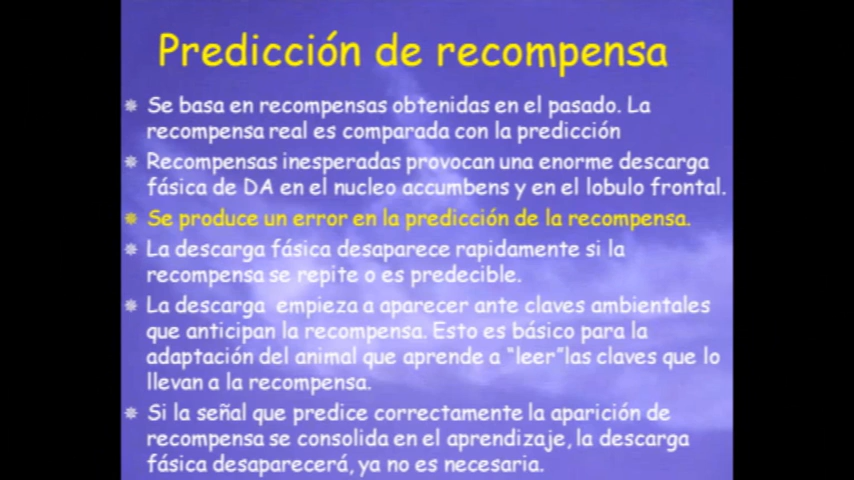 Predicción de recompensa
* Se basa en recompensas obtenidas en el pasado. La
recompensa real es comparada con la predicción
* Recompensas inesperadas provocan una enorme descarga
fásica de DA en el nucleo accumbens y en el lobulo frontal.
* Se produce un error en la predicción de la recompensa.
* La descarga fásica desaparece rapidamente si la
recompensa se repite o es predecible.
* La descarga empieza a aparecer ante claves ambientales
que anticipan la recompensa. Esto es básico para la
adaptación del animal que aprende a "leer"las claves que lo
llevan a la recompensa.
* Si la señal que predice correctamente la aparición de
recompensa se consolida en el aprendizaje, la descarga
fásica desaparecerá, ya no es necesaria.